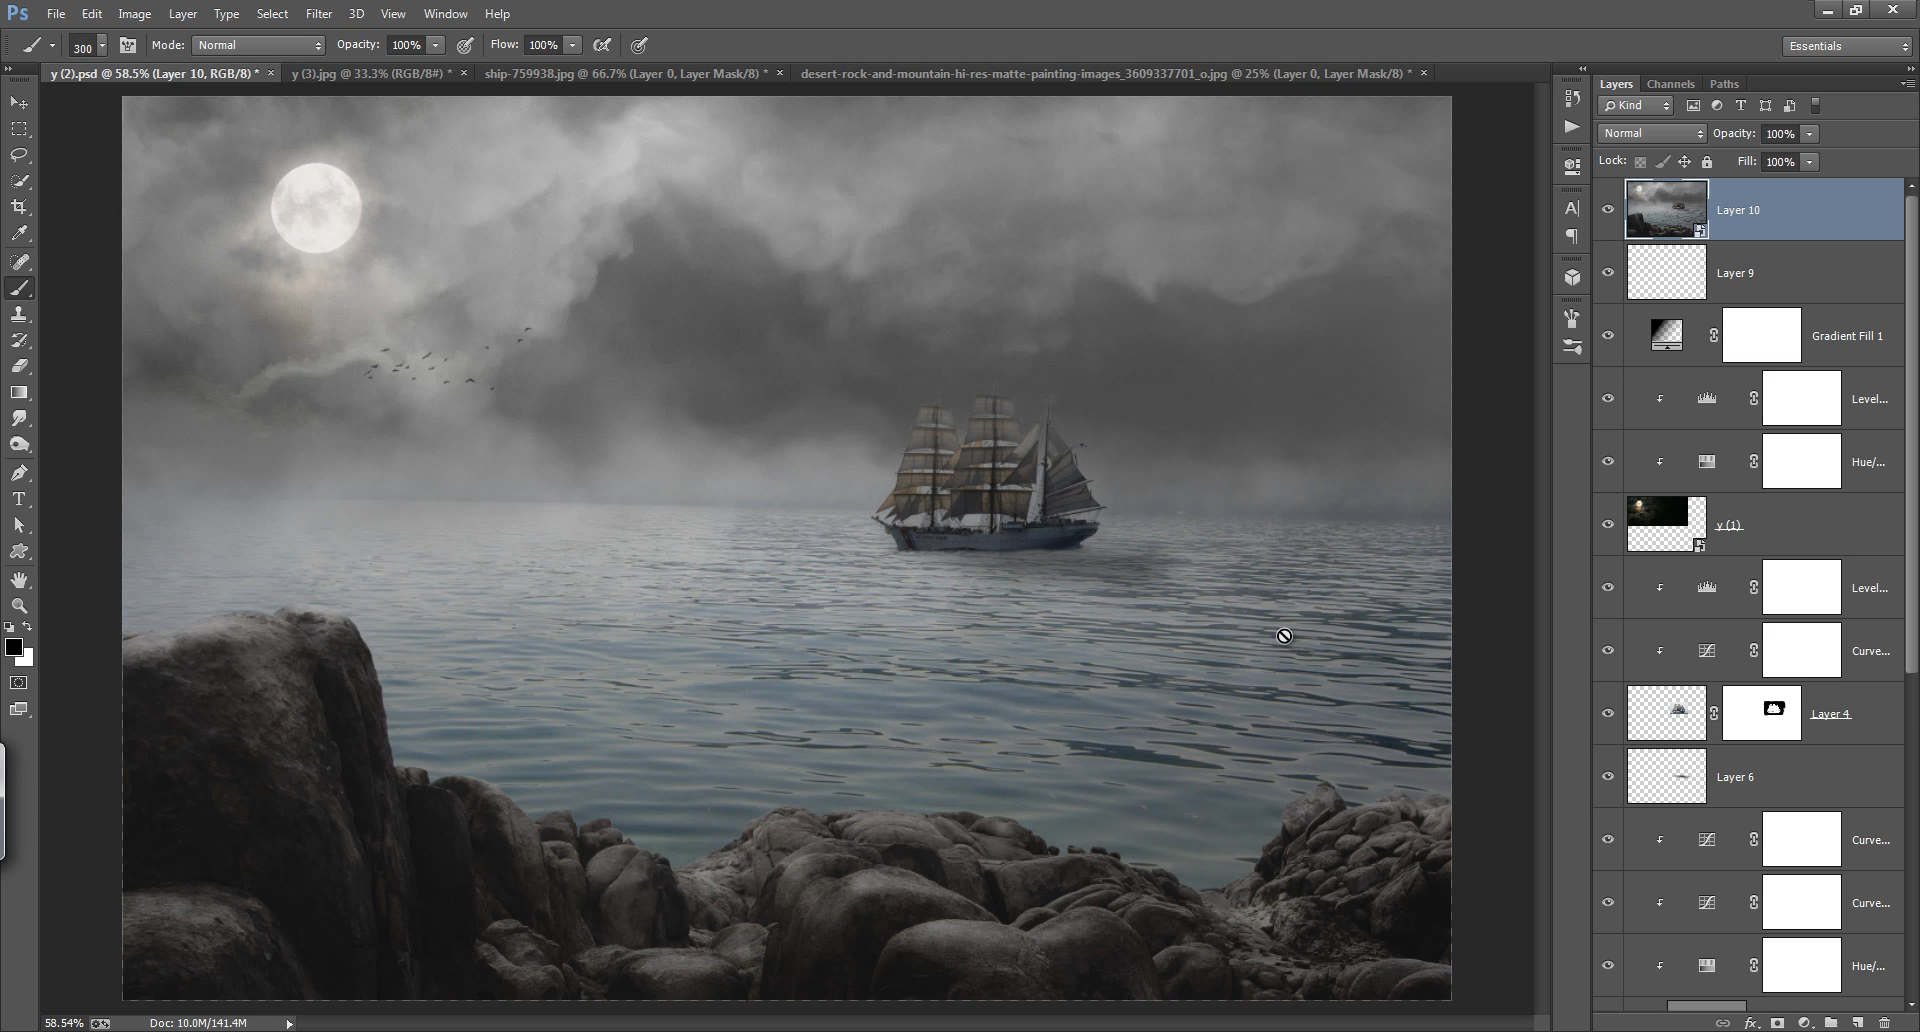 Ps File Edit Image Layer Type Select Filter 3D View Window Help
300 Mode: Normal Opacity: 100% Flow: 100% Essentials
y (2).psd @ 58.5% (Layer 10, RGB/8) * × y (3).jpg @ 33.3% (RGB/8#) * × ship-759938.jpg @ 66.7% (Layer 0, Layer Mask/8) * × desert-rock-and-mountain-hi-res-matte-painting-images_3609337701_o.jpg @ 25% (Layer 0, Layer Mask/8) * ×
Layers Channels Paths
Kind
Normal Opacity: 100%
Lock: Fill: 100%
Layer 10
Layer 9
Gradient Fill 1
Level...
Hue/...
y (1)
Level...
Curve...
Layer 4
Layer 6
Curve...
Curve...
Hue/...
58.54% Doc: 10.0M/141.4M